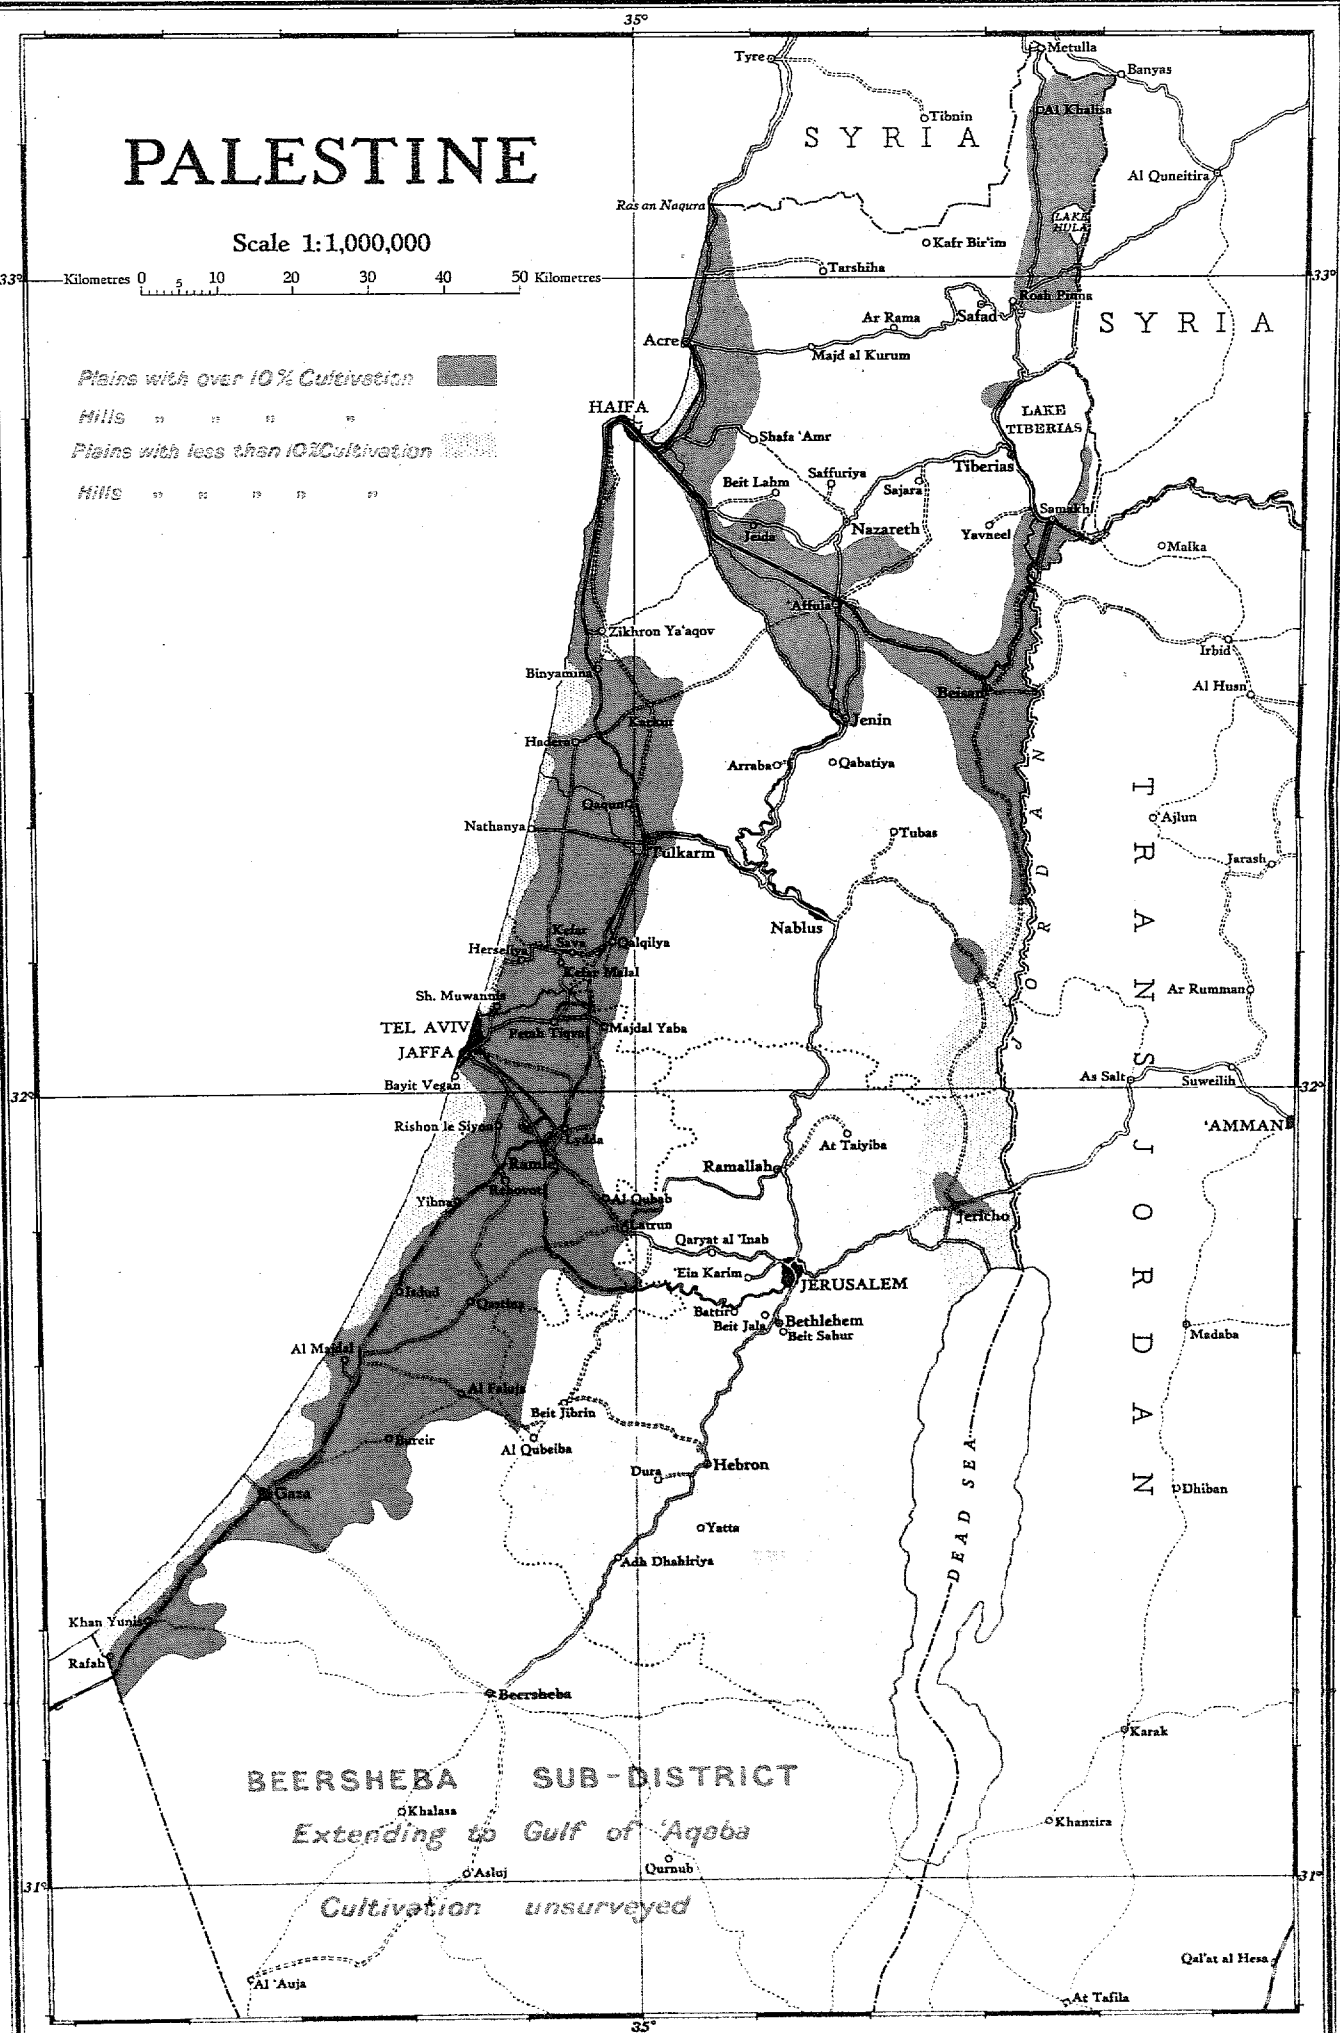 35°
PALESTINE
Scale 1:1,000,000
Kilometres 0 5 10 20 30 40 50 Kilometres
33°
33°
Plains with over 10% Cultivation
Hills " " " "
Plains with less than 10% Cultivation
Hills " " " " "
Tyre
Metulla
Banyas
Tibnin
Al Khalisa
SYRIA
Al Quneitira
Ras an Naqura
LAKE
HULA
Kafr Bir'im
Tarshiha
Rosh Pinna
Safad
Ar Rama
SYRIA
Acre
Majd al Kurum
HAIFA
LAKE
TIBERIAS
Shafa 'Amr
Tiberias
Saffuriya
Beit Lahm
Sajara
Samakh
Jeida
Nazareth
Yavneel
Malka
'Affula
Zikhron Ya'aqov
Irbid
Binyamina
Al Husn
Beisan
Karkur
Jenin
Hadera
Arraba
Qabatiya
Qaqun
Ajlun
Nathanya
Tubas
Tulkarm
Jarash
Nablus
Kefar
Sava
Herseliya
Qalqilya
Kefar Malal
Sh. Muwannis
Ar Rumman
TEL AVIV
Petah Tiqva
Majdal Yaba
JAFFA
Bayit Vegan
As Salt
Suweilih
32°
32°
JORDAN
TRANSJORDAN
Rishon le Siyon
'AMMAN
Lydda
At Taiyiba
Ramle
Ramallah
Rehovot
Yibna
Al Qubab
Jericho
Latrun
Qaryat al 'Inab
'Ein Karim
JERUSALEM
Isdud
Qastina
Battir
Beit Jala
Bethlehem
Beit Sahur
Madaba
Al Majdal
Al Faluja
Beit Jibrin
Bureir
Al Qubeiba
Hebron
Dura
DEAD SEA
Dhiban
Gaza
Yatta
Adh Dhahiriya
Khan Yunis
Rafah
Beersheba
Karak
BEERSHEBA SUB-DISTRICT
Khalasa
Khanzira
Extending to Gulf of 'Aqaba
Qurnub
'Asluj
31°
31°
Cultivation unsurveyed
Qal'at al Hesa
Al 'Auja
At Tafila
35°